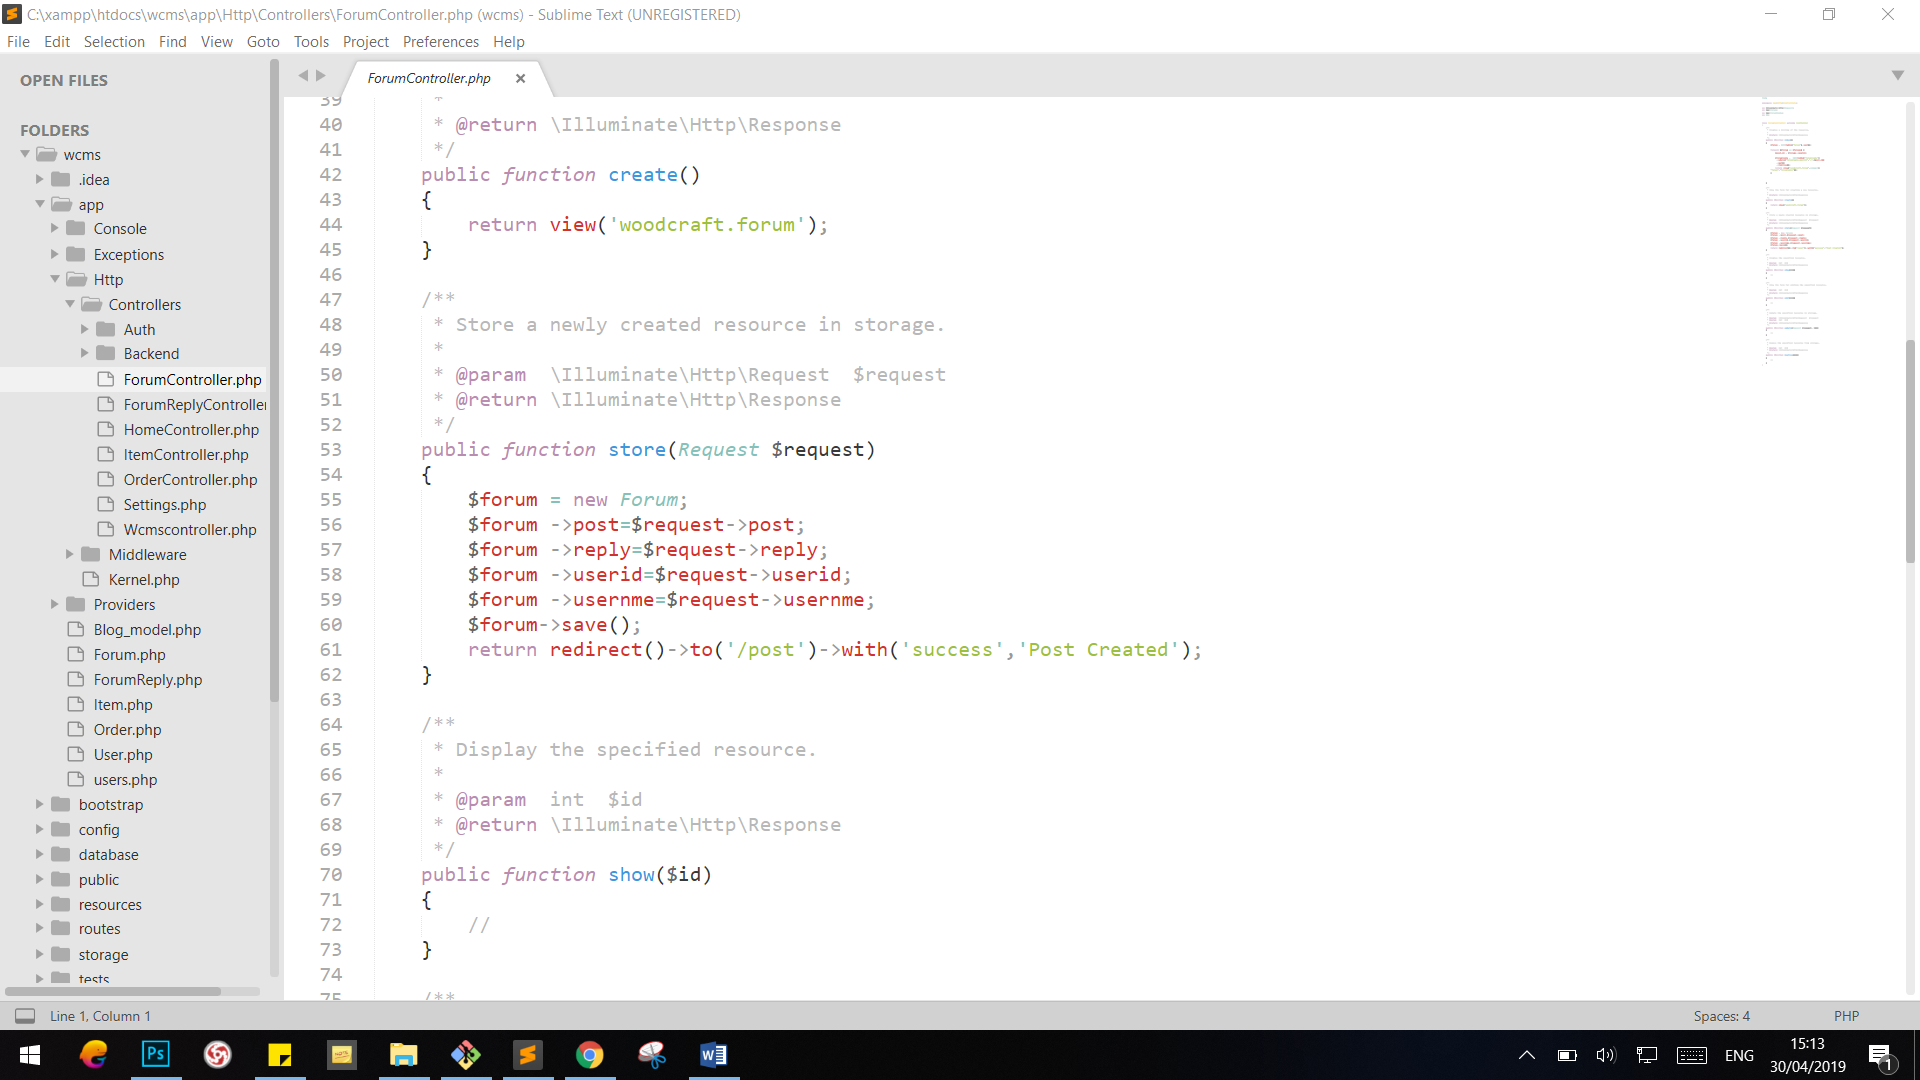 C:\xampp\htdocs\wcms\app\Http\Controllers\ForumController.php (wcms) - Sublime Text (UNREGISTERED)
File Edit Selection Find View Goto Tools Project Preferences Help
OPEN FILES
FOLDERS
wcms
.idea
app
Console
Exceptions
Http
Controllers
Auth
Backend
ForumController.php
ForumReplyController
HomeController.php
ItemController.php
OrderController.php
Settings.php
Wcmscontroller.php
Middleware
Kernel.php
Providers
Blog_model.php
Forum.php
ForumReply.php
Item.php
Order.php
User.php
users.php
bootstrap
config
database
public
resources
routes
storage
tests
ForumController.php
39 *
40 * @return \Illuminate\Http\Response
41 */
42 public function create()
43 {
44 return view('woodcraft.forum');
45 }
46
47 /**
48 * Store a newly created resource in storage.
49 *
50 * @param  \Illuminate\Http\Request  $request
51 * @return \Illuminate\Http\Response
52 */
53 public function store(Request $request)
54 {
55 $forum = new Forum;
56 $forum ->post=$request->post;
57 $forum ->reply=$request->reply;
58 $forum ->userid=$request->userid;
59 $forum ->usernme=$request->usernme;
60 $forum->save();
61 return redirect()->to('/post')->with('success','Post Created');
62 }
63
64 /**
65 * Display the specified resource.
66 *
67 * @param  int  $id
68 * @return \Illuminate\Http\Response
69 */
70 public function show($id)
71 {
72 //
73 }
74
75 /**
Line 1, Column 1
Spaces: 4
PHP
Ps
ENG
15:13
30/04/2019
1